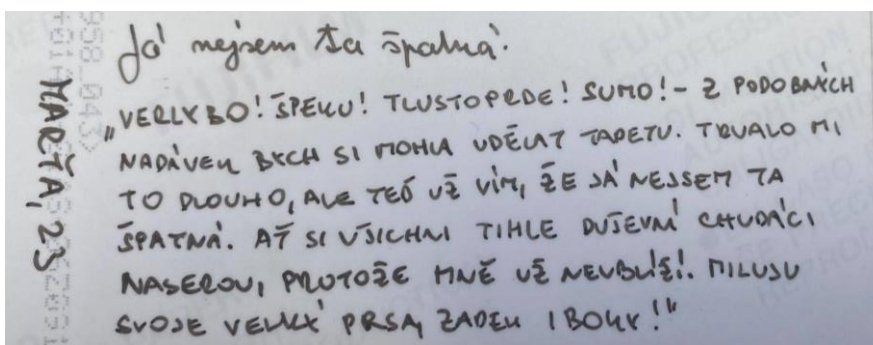 Já nejsem ta špatná.
„VELRYBO! ŠPEKU! TLUSTOPRDE! SUMO! – Z PODOBNÝCH
NADÁVEK BYCH SI MOHLA UDĚLAT TAPETU. TRVALO MI
TO DLOUHO, ALE TEĎ UŽ VÍM, ŽE JÁ NEJSEM TA
ŠPATNÁ. AŤ SI VŠICHNI TIHLE DUŠEVNÍ CHUDÁCI
NASEROU, PROTOŽE MNĚ UŽ NEUBLÍŽÍ. MILUJU
SVOJE VELKÝ PRSA, ZADEK I BOKY!"
MARŤA, 23